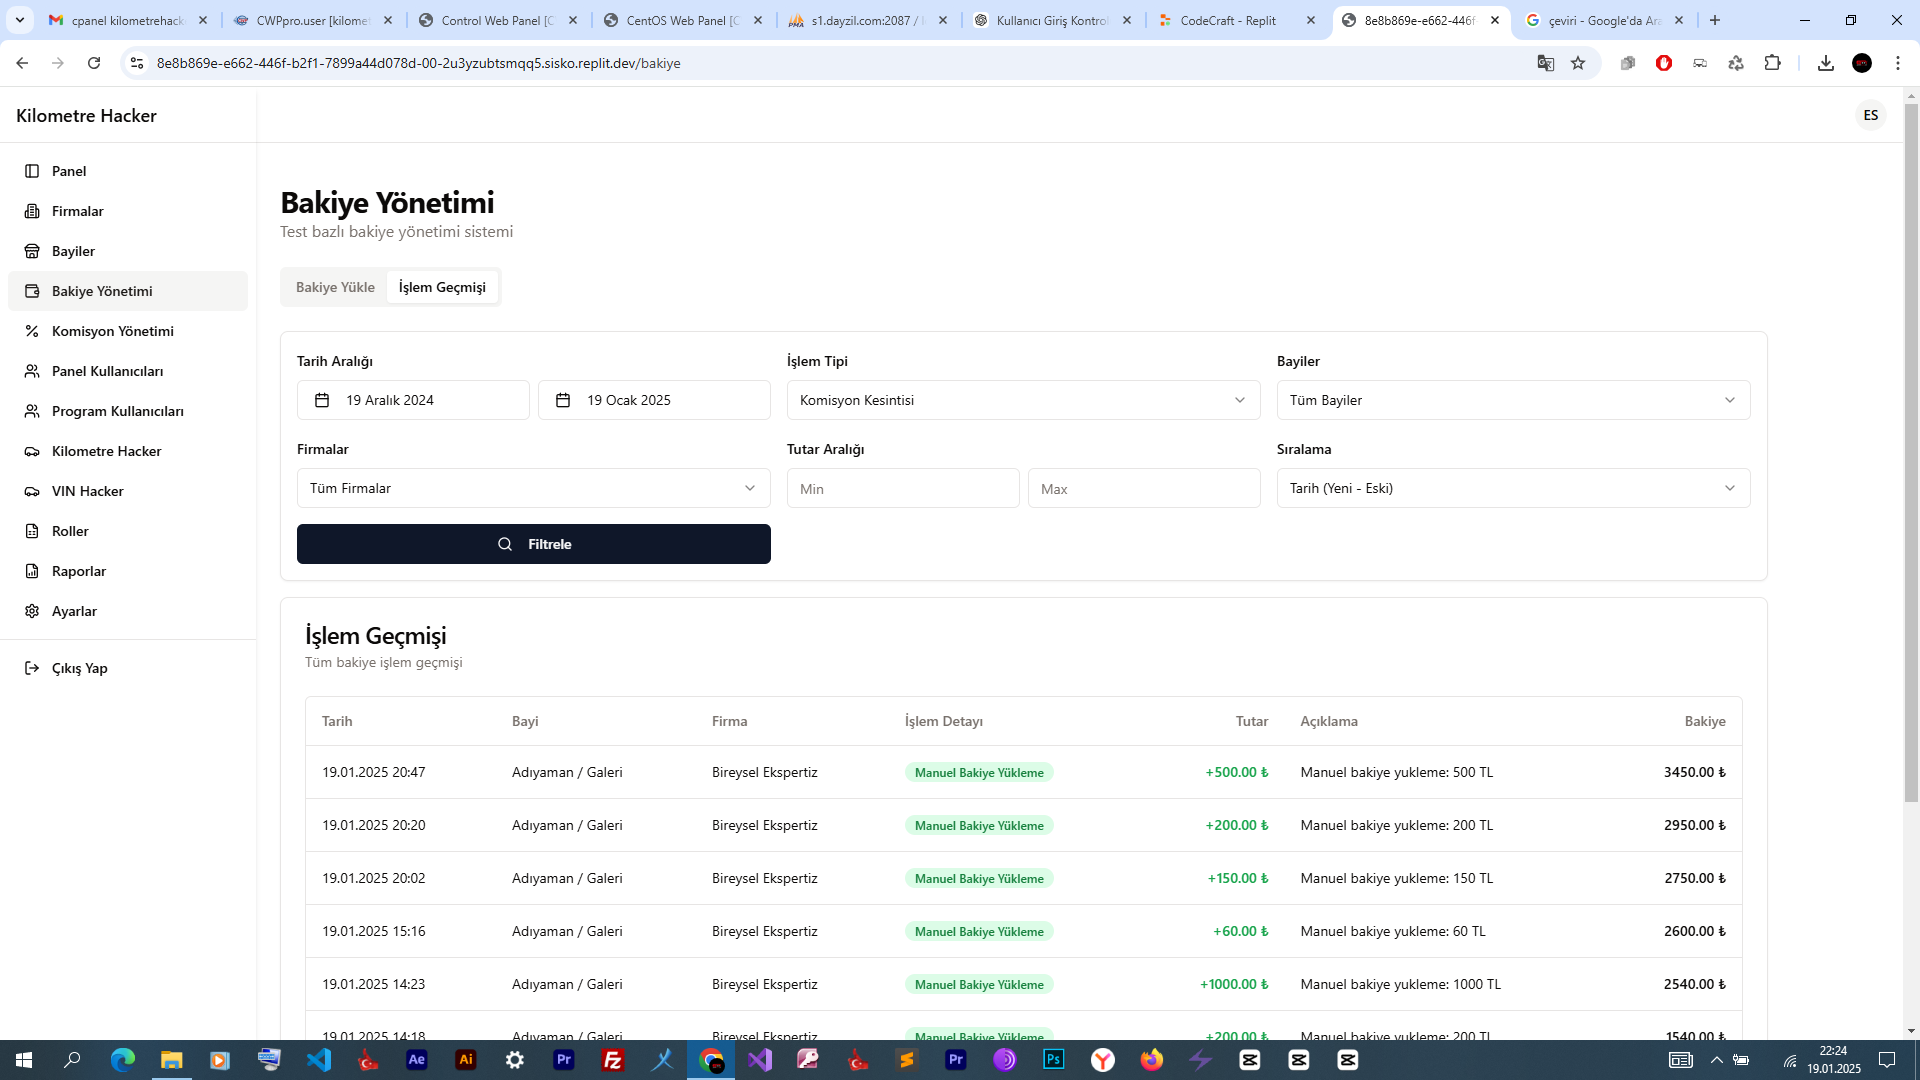 cpanel kilometrehack
CWPpro.user [kilomet
Control Web Panel [C
CentOS Web Panel [C
s1.dayzil.com:2087 / l
Kullanıcı Giriş Kontrol
CodeCraft - Replit
8e8b869e-e662-446f-
çeviri - Google'da Ara
8e8b869e-e662-446f-b2f1-7899a44d078d-00-2u3yzubtsmqq5.sisko.replit.dev/bakiye
Kilometre Hacker
ES
Panel
Firmalar
Bayiler
Bakiye Yönetimi
Komisyon Yönetimi
Panel Kullanıcıları
Program Kullanıcıları
Kilometre Hacker
VIN Hacker
Roller
Raporlar
Ayarlar
Çıkış Yap
Bakiye Yönetimi
Test bazlı bakiye yönetimi sistemi
Bakiye Yükle İşlem Geçmişi
Tarih Aralığı İşlem Tipi Bayiler
19 Aralık 2024 19 Ocak 2025 Komisyon Kesintisi Tüm Bayiler
Firmalar Tutar Aralığı Sıralama
Tüm Firmalar Min Max Tarih (Yeni - Eski)
Filtrele
İşlem Geçmişi
Tüm bakiye işlem geçmişi
Tarih Bayi Firma İşlem Detayı Tutar Açıklama Bakiye
19.01.2025 20:47 Adıyaman / Galeri Bireysel Ekspertiz Manuel Bakiye Yükleme +500.00 ₺ Manuel bakiye yukleme: 500 TL 3450.00 ₺
19.01.2025 20:20 Adıyaman / Galeri Bireysel Ekspertiz Manuel Bakiye Yükleme +200.00 ₺ Manuel bakiye yukleme: 200 TL 2950.00 ₺
19.01.2025 20:02 Adıyaman / Galeri Bireysel Ekspertiz Manuel Bakiye Yükleme +150.00 ₺ Manuel bakiye yukleme: 150 TL 2750.00 ₺
19.01.2025 15:16 Adıyaman / Galeri Bireysel Ekspertiz Manuel Bakiye Yükleme +60.00 ₺ Manuel bakiye yukleme: 60 TL 2600.00 ₺
19.01.2025 14:23 Adıyaman / Galeri Bireysel Ekspertiz Manuel Bakiye Yükleme +1000.00 ₺ Manuel bakiye yukleme: 1000 TL 2540.00 ₺
19.01.2025 14:18 Adıyaman / Galeri Bireysel Ekspertiz Manuel Bakiye Yükleme +200.00 ₺ Manuel bakiye yukleme: 200 TL 1540.00 ₺
Ae
Ai
Pr
Fz
Pr
Ps
22:24
19.01.2025